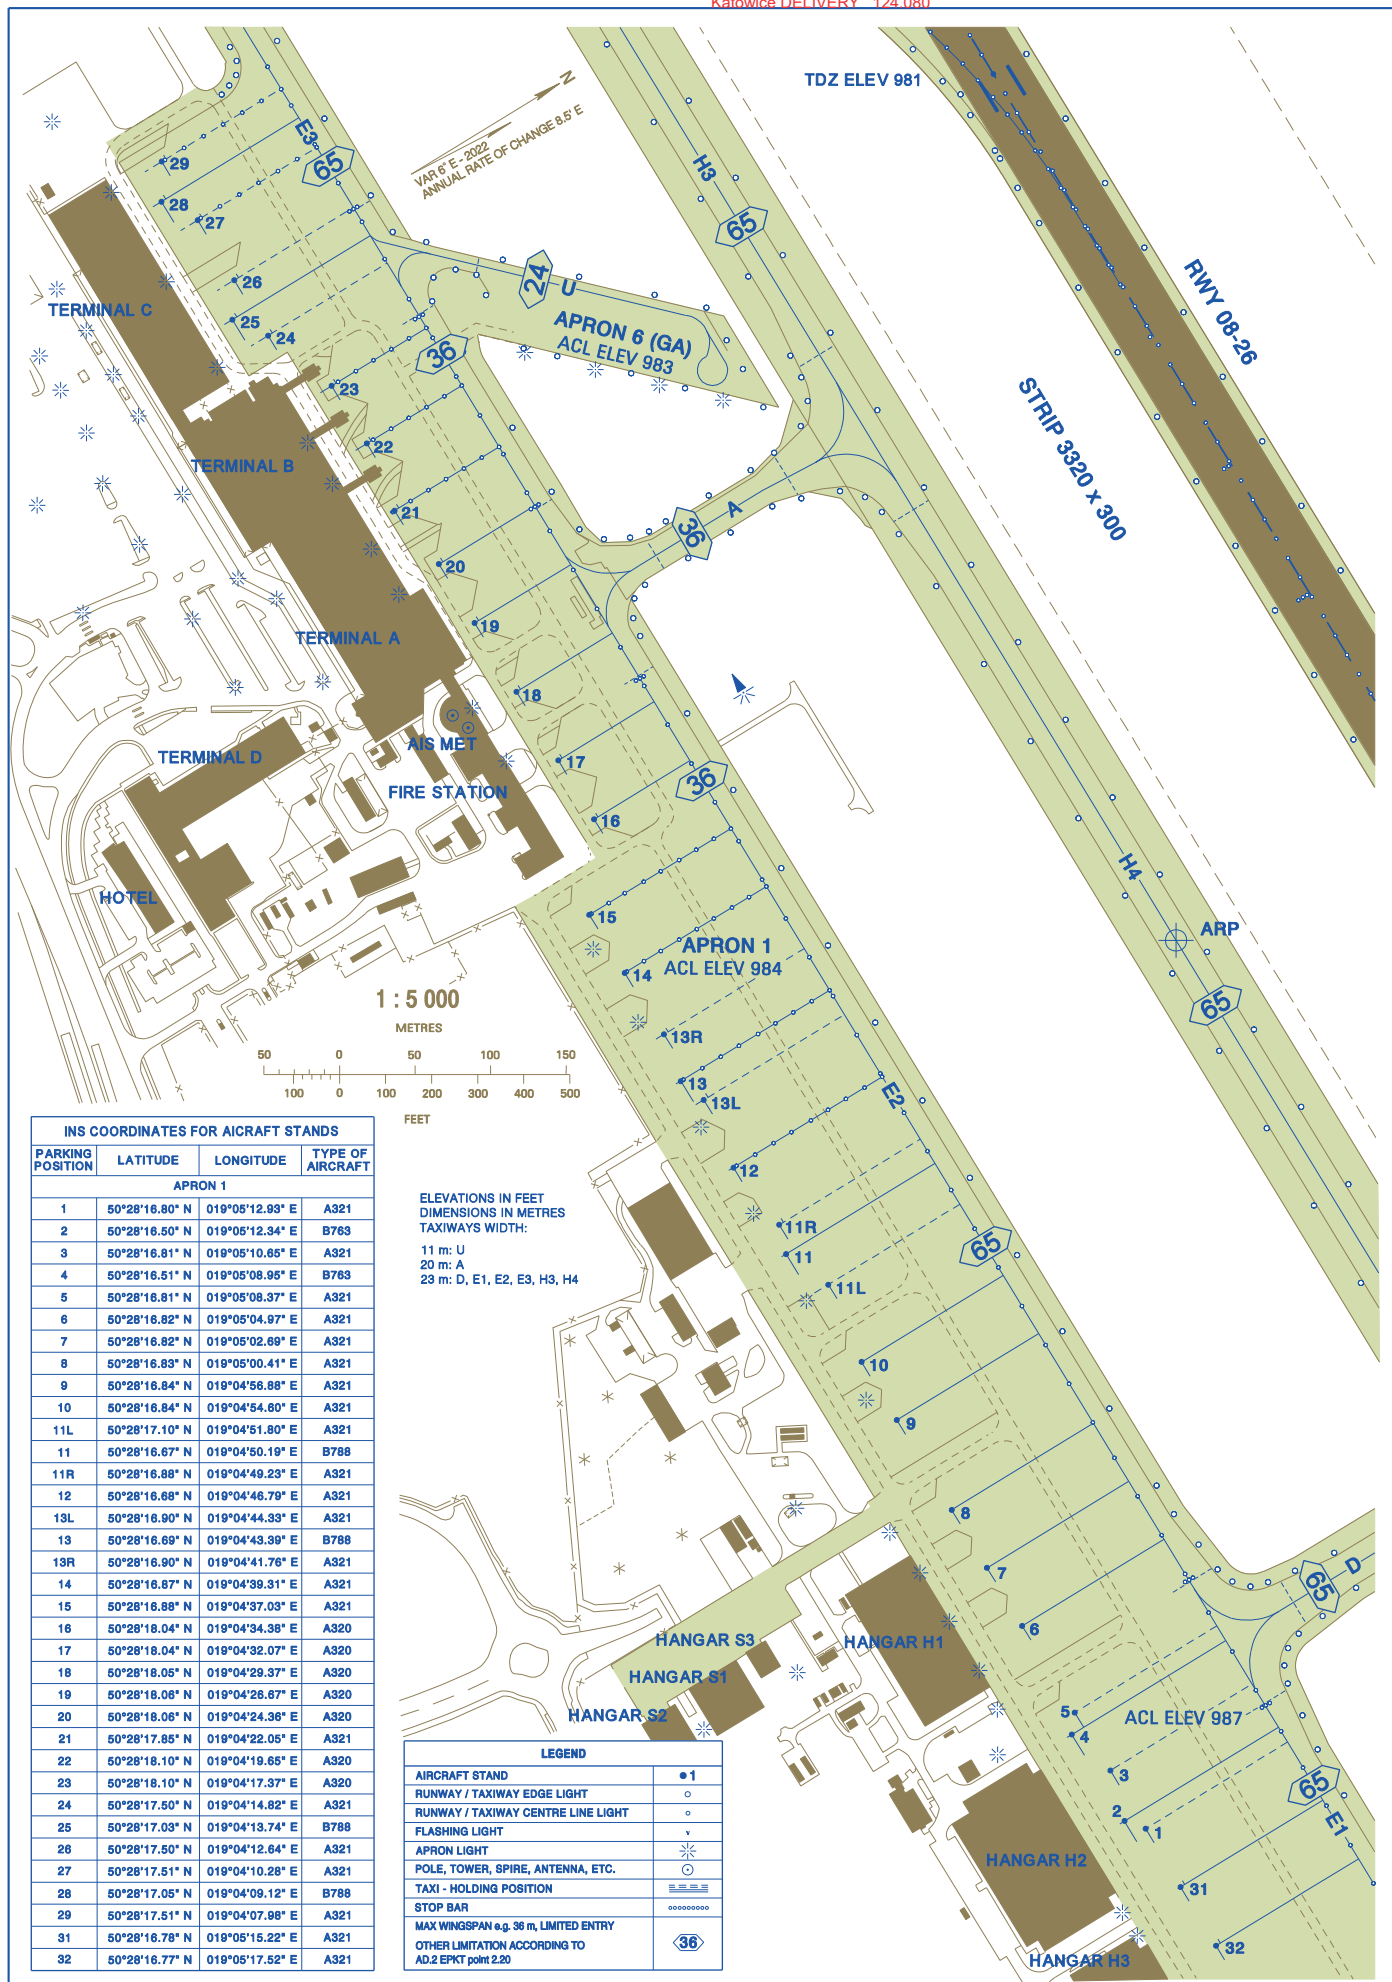 Katowice DELIVERY 124.080
TDZ ELEV 981
N
VAR 6° E - 2022
ANNUAL RATE OF CHANGE 8.5' E
E3
65
H3
65
29
28
27
26
25
24
TERMINAL C
24
U
APRON 6 (GA)
ACL ELEV 983
36
RWY 08-26
STRIP 3320 x 300
23
22
21
20
19
18
17
16
TERMINAL B
36
A
TERMINAL A
AIS MET
TERMINAL D
FIRE STATION
HOTEL
36
H4
ARP
65
15
APRON 1
ACL ELEV 984
14
13R
13
13L
12
11R
11
11L
E2
65
10
9
8
7
6
5
4
3
2
1
31
32
1 : 5 000
METRES
50 0 50 100 150
100 0 100 200 300 400 500
FEET
INS COORDINATES FOR AICRAFT STANDS
PARKING POSITION LATITUDE LONGITUDE TYPE OF AIRCRAFT
APRON 1
1 50°28'16.80" N 019°05'12.93" E A321
2 50°28'16.50" N 019°05'12.34" E B763
3 50°28'16.81" N 019°05'10.65" E A321
4 50°28'16.51" N 019°05'08.95" E B763
5 50°28'16.81" N 019°05'08.37" E A321
6 50°28'16.82" N 019°05'04.97" E A321
7 50°28'16.82" N 019°05'02.69" E A321
8 50°28'16.83" N 019°05'00.41" E A321
9 50°28'16.84" N 019°04'56.88" E A321
10 50°28'16.84" N 019°04'54.60" E A321
11L 50°28'17.10" N 019°04'51.80" E A321
11 50°28'16.67" N 019°04'50.19" E B788
11R 50°28'16.88" N 019°04'49.23" E A321
12 50°28'16.68" N 019°04'46.79" E A321
13L 50°28'16.90" N 019°04'44.33" E A321
13 50°28'16.69" N 019°04'43.39" E B788
13R 50°28'16.90" N 019°04'41.76" E A321
14 50°28'16.87" N 019°04'39.31" E A321
15 50°28'16.88" N 019°04'37.03" E A321
16 50°28'18.04" N 019°04'34.38" E A320
17 50°28'18.04" N 019°04'32.07" E A320
18 50°28'18.05" N 019°04'29.37" E A320
19 50°28'18.06" N 019°04'26.67" E A320
20 50°28'18.06" N 019°04'24.36" E A320
21 50°28'17.85" N 019°04'22.05" E A321
22 50°28'18.10" N 019°04'19.65" E A320
23 50°28'18.10" N 019°04'17.37" E A320
24 50°28'17.50" N 019°04'14.82" E A321
25 50°28'17.03" N 019°04'13.74" E B788
26 50°28'17.50" N 019°04'12.64" E A321
27 50°28'17.51" N 019°04'10.28" E A321
28 50°28'17.05" N 019°04'09.12" E B788
29 50°28'17.51" N 019°04'07.98" E A321
31 50°28'16.78" N 019°05'15.22" E A321
32 50°28'16.77" N 019°05'17.52" E A321
ELEVATIONS IN FEET
DIMENSIONS IN METRES
TAXIWAYS WIDTH:
11 m: U
20 m: A
23 m: D, E1, E2, E3, H3, H4
HANGAR S3
HANGAR S1
HANGAR S2
HANGAR H1
65
D
ACL ELEV 987
65
E1
HANGAR H2
HANGAR H3
LEGEND
AIRCRAFT STAND 1
RUNWAY / TAXIWAY EDGE LIGHT
RUNWAY / TAXIWAY CENTRE LINE LIGHT
FLASHING LIGHT
APRON LIGHT
POLE, TOWER, SPIRE, ANTENNA, ETC.
TAXI - HOLDING POSITION
STOP BAR
MAX WINGSPAN e.g. 36 m, LIMITED ENTRY
OTHER LIMITATION ACCORDING TO 36
AD.2 EPKT point 2.20